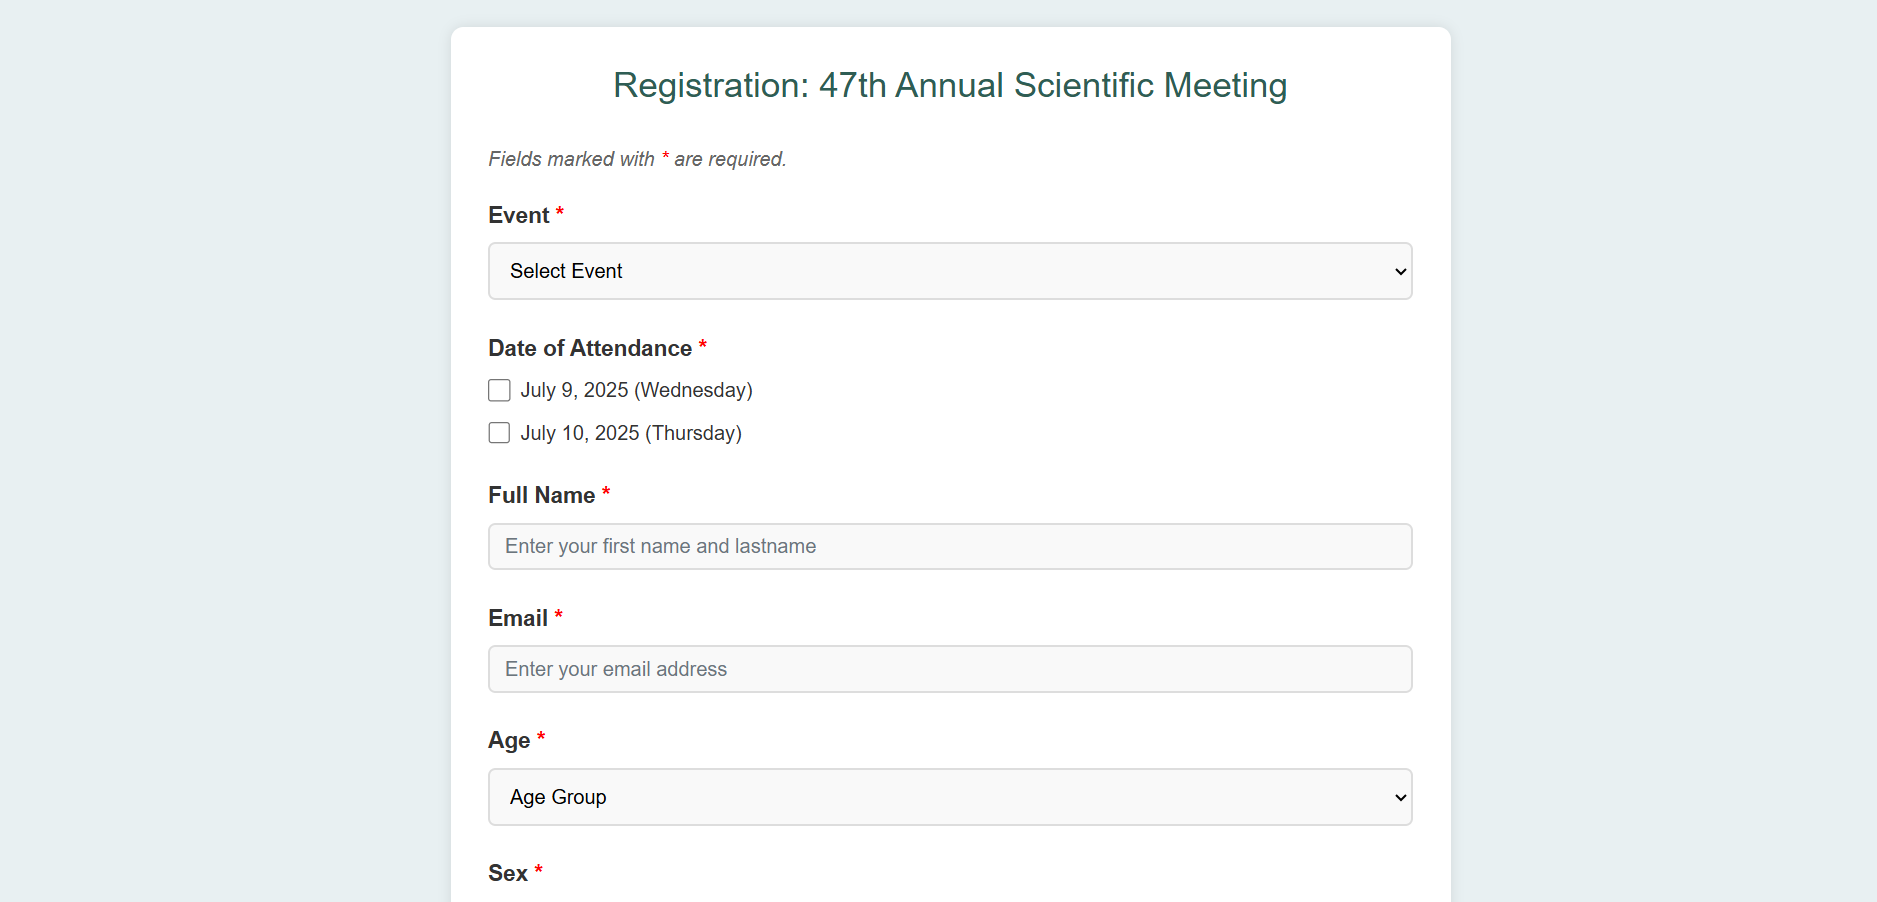 Registration: 47th Annual Scientific Meeting
Fields marked with * are required.
Event *
Select Event
Date of Attendance *
July 9, 2025 (Wednesday)
July 10, 2025 (Thursday)
Full Name *
Enter your first name and lastname
Email *
Enter your email address
Age *
Age Group
Sex *